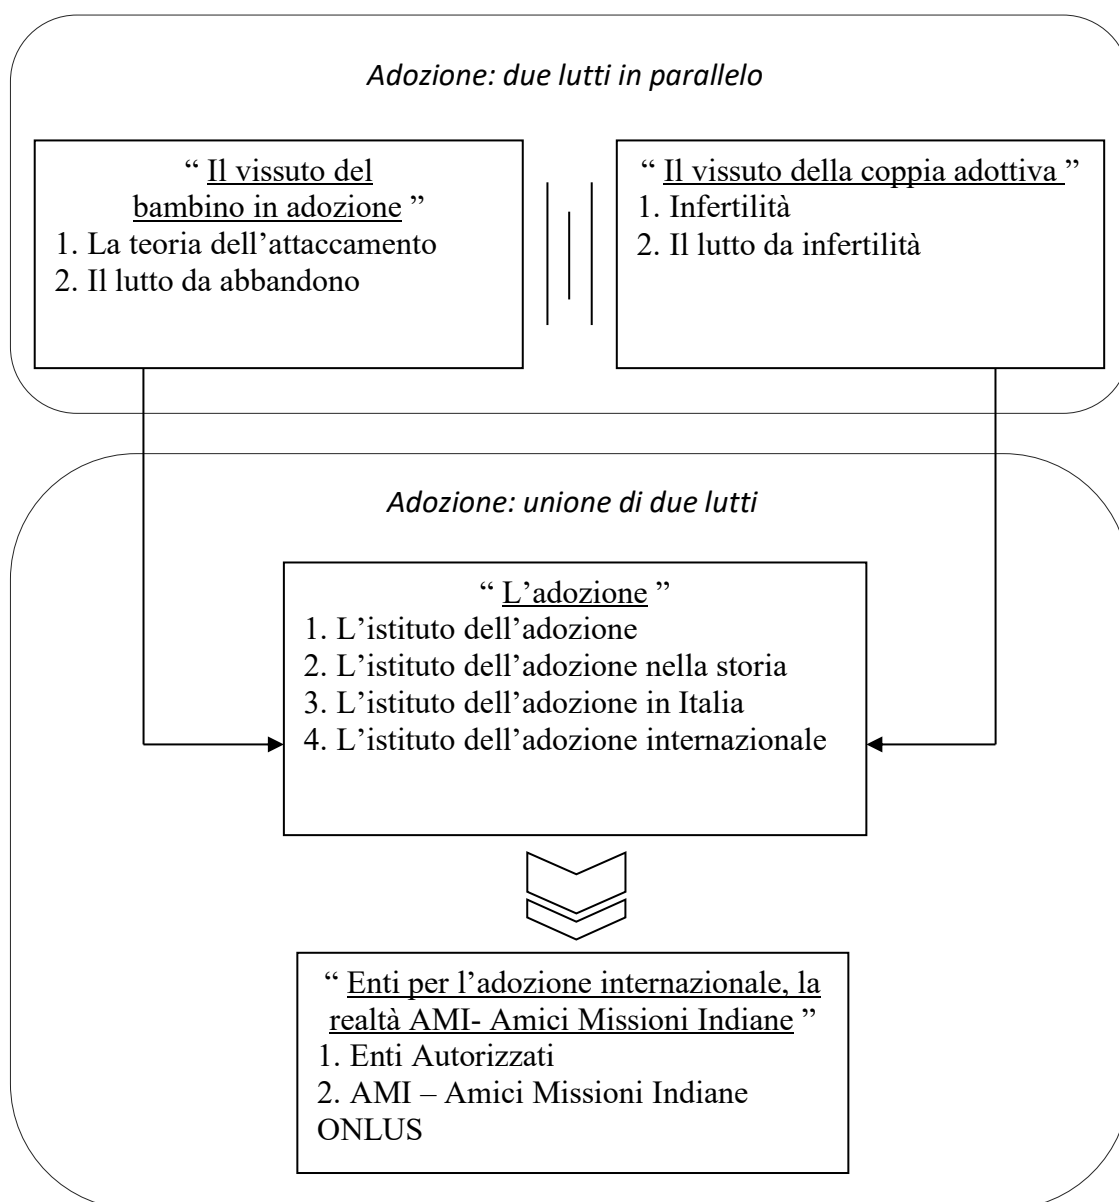 Adozione: due lutti in parallelo
“ Il vissuto del
bambino in adozione ”
1. La teoria dell’attaccamento
2. Il lutto da abbandono
“ Il vissuto della coppia adottiva ”
1. Infertilità
2. Il lutto da infertilità
Adozione: unione di due lutti
“ L’adozione ”
1. L’istituto dell’adozione
2. L’istituto dell’adozione nella storia
3. L’istituto dell’adozione in Italia
4. L’istituto dell’adozione internazionale
“ Enti per l’adozione internazionale, la
realtà AMI- Amici Missioni Indiane ”
1. Enti Autorizzati
2. AMI – Amici Missioni Indiane
ONLUS